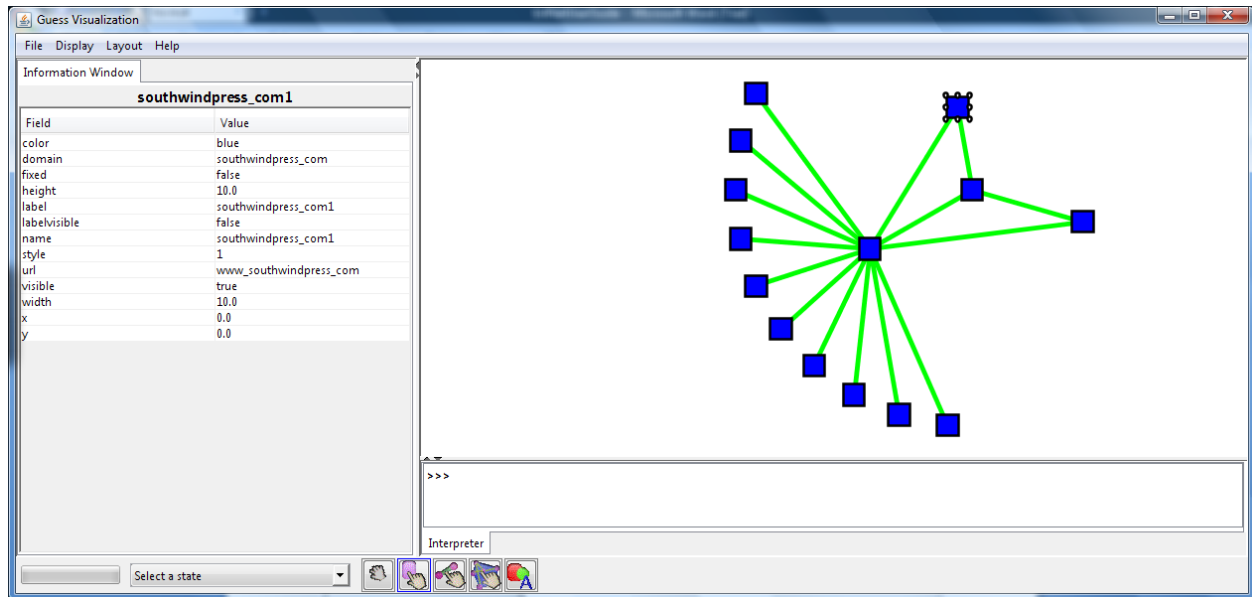 Guess Visualization
File Display Layout Help
Information Window
southwindpress_com1
Field Value
color blue
domain southwindpress_com
fixed false
height 10.0
label southwindpress_com1
labelvisible false
name southwindpress_com1
style 1
url www_southwindpress_com
visible true
width 10.0
x 0.0
y 0.0
>>>
Interpreter
Select a state
A